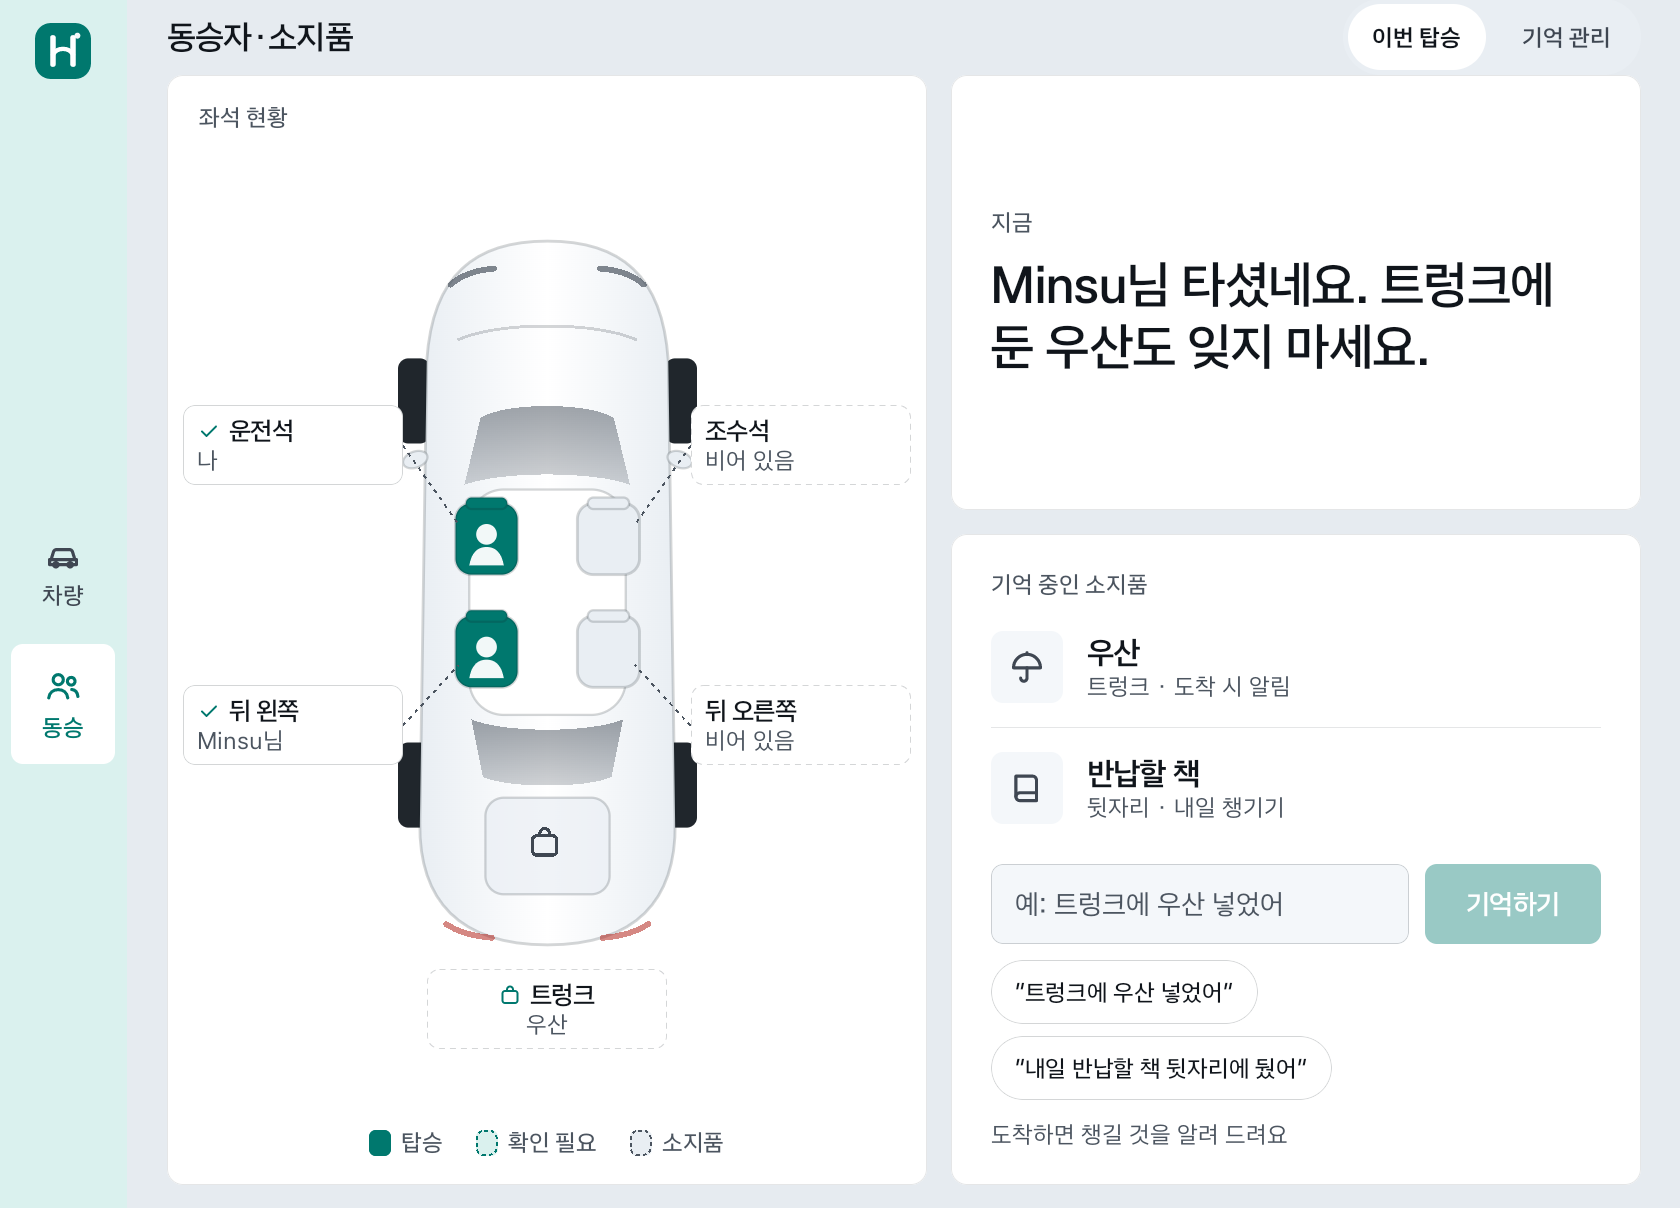 동승자 · 소지품
이번 탑승
기억 관리
차량
동승
좌석 현황
운전석
나
조수석
비어 있음
뒤 왼쪽
Minsu님
뒤 오른쪽
비어 있음
트렁크
우산
탑승
확인 필요
소지품
지금
Minsu님 타셨네요. 트렁크에
둔 우산도 잊지 마세요.
기억 중인 소지품
우산
트렁크 · 도착 시 알림
반납할 책
뒷자리 · 내일 챙기기
예: 트렁크에 우산 넣었어
기억하기
"트렁크에 우산 넣었어"
"내일 반납할 책 뒷자리에 뒀어"
도착하면 챙길 것을 알려 드려요